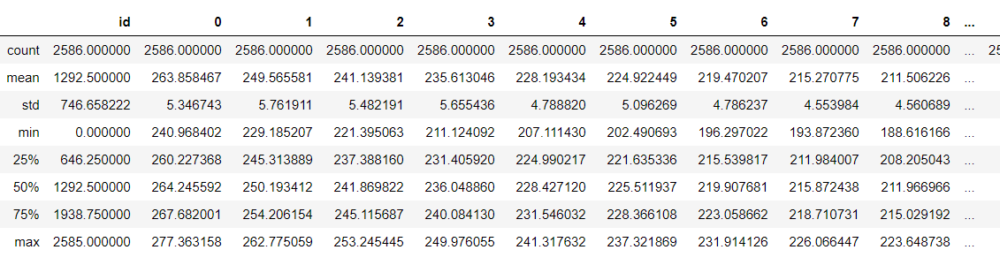 id 0 1 2 3 4 5 6 7 8 ...
count 2586.000000 2586.000000 2586.000000 2586.000000 2586.000000 2586.000000 2586.000000 2586.000000 2586.000000 2586.000000 ... 25
mean 1292.500000 263.858467 249.565581 241.139381 235.613046 228.193434 224.922449 219.470207 215.270775 211.506226 ...
std 746.658222 5.346743 5.761911 5.482191 5.655436 4.788820 5.096269 4.786237 4.553984 4.560689 ...
min 0.000000 240.968402 229.185207 221.395063 211.124092 207.111430 202.490693 196.297022 193.872360 188.616166 ...
25% 646.250000 260.227368 245.313889 237.388160 231.405920 224.990217 221.635336 215.539817 211.984007 208.205043 ...
50% 1292.500000 264.245592 250.193412 241.869822 236.048860 228.427120 225.511937 219.907681 215.872438 211.966966 ...
75% 1938.750000 267.682001 254.206154 245.115687 240.084130 231.546032 228.366108 223.058662 218.710731 215.029192 ...
max 2585.000000 277.363158 262.775059 253.245445 249.976055 241.317632 237.321869 231.914126 226.066447 223.648738 ...